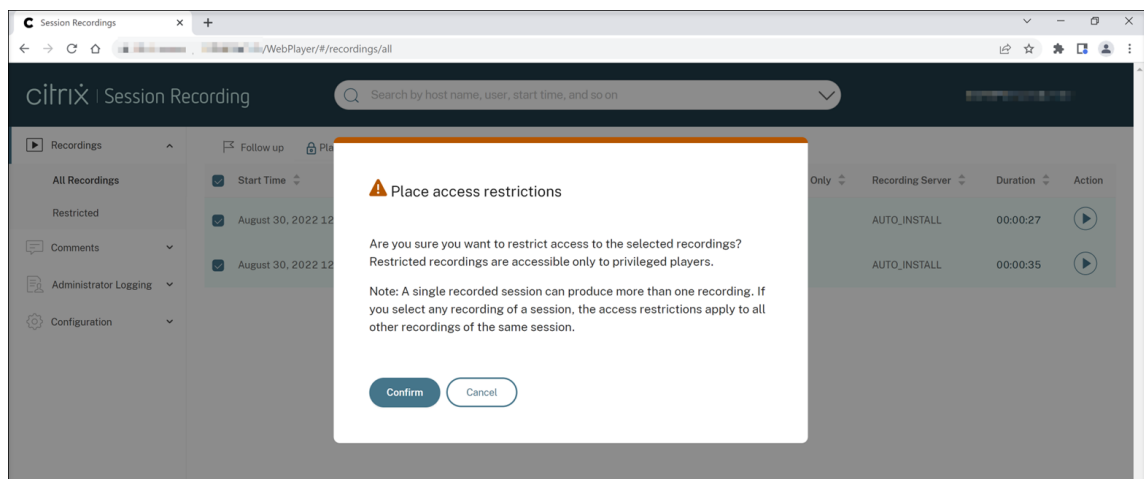 Session Recordings
/WebPlayer/#/recordings/all
citrix | Session Recording
Search by host name, user, start time, and so on
Recordings
All Recordings
Restricted
Comments
Administrator Logging
Configuration
Follow up Pla
Start Time Only Recording Server Duration Action
August 30, 2022 12 AUTO_INSTALL 00:00:27
August 30, 2022 12 AUTO_INSTALL 00:00:35
Place access restrictions
Are you sure you want to restrict access to the selected recordings?
Restricted recordings are accessible only to privileged players.
Note: A single recorded session can produce more than one recording. If
you select any recording of a session, the access restrictions apply to all
other recordings of the same session.
Confirm Cancel